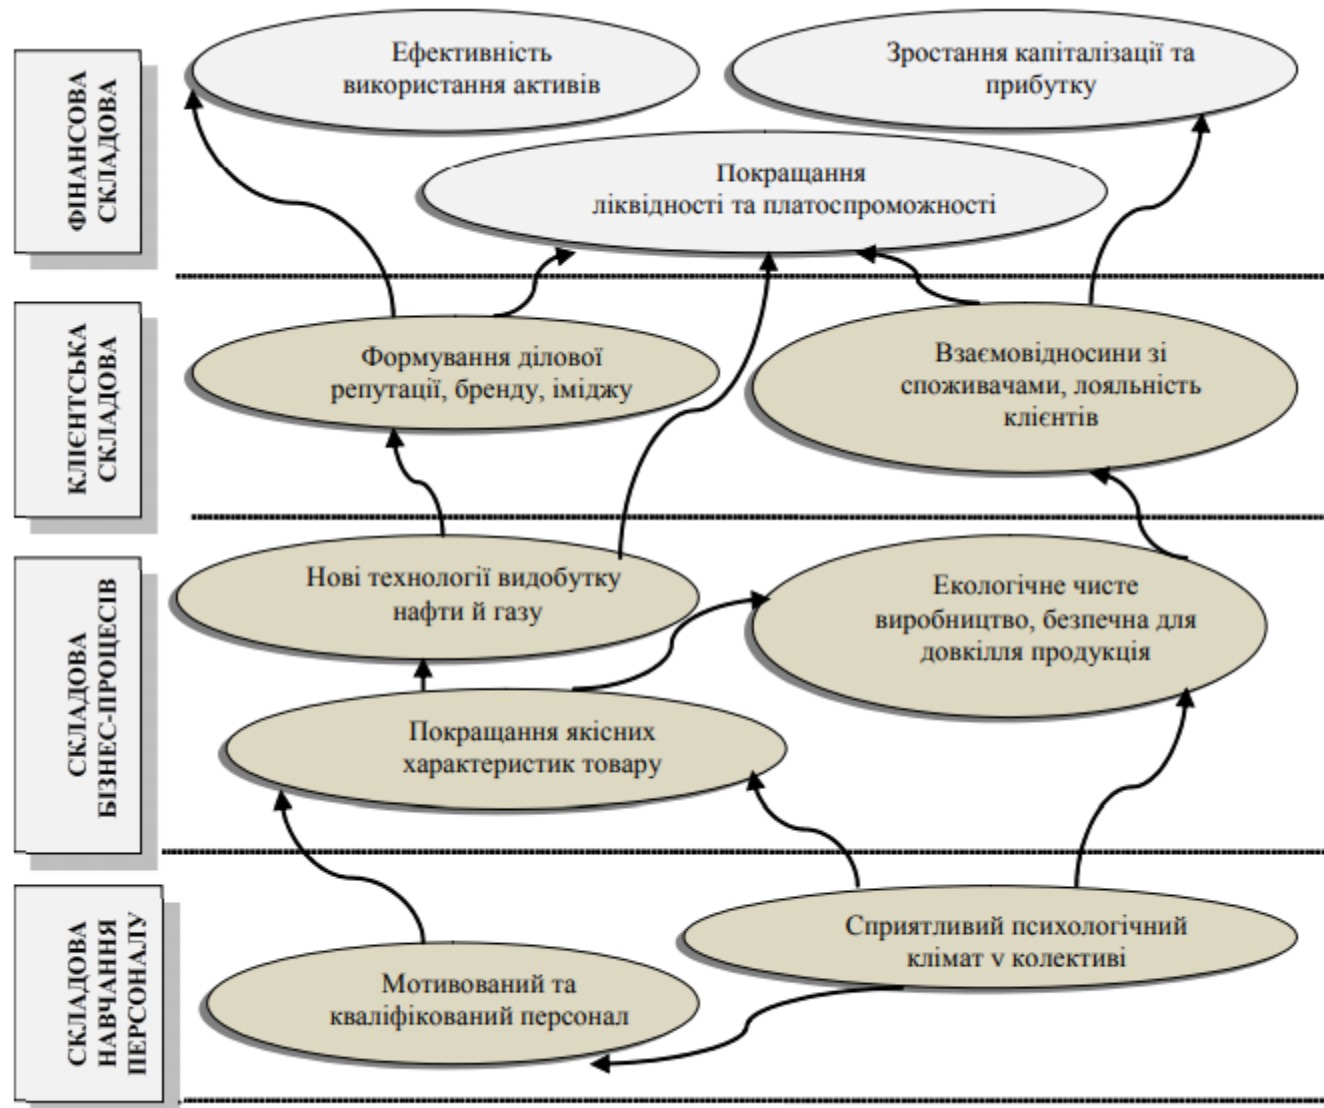 ФІНАНСОВА
СКЛАДОВА
Ефективність
використання активів
Зростання капіталізації та
прибутку
Покращання
ліквідності та платоспроможності
КЛІЄНТСЬКА
СКЛАДОВА
Формування ділової
репутації, бренду, іміджу
Взаємовідносини зі
споживачами, лояльність
клієнтів
СКЛАДОВА
БІЗНЕС-ПРОЦЕСІВ
Нові технології видобутку
нафти й газу
Екологічне чисте
виробництво, безпечна для
довкілля продукція
Покращання якісних
характеристик товару
СКЛАДОВА
НАВЧАННЯ
ПЕРСОНАЛУ
Сприятливий психологічний
клімат у колективі
Мотивований та
кваліфікований персонал